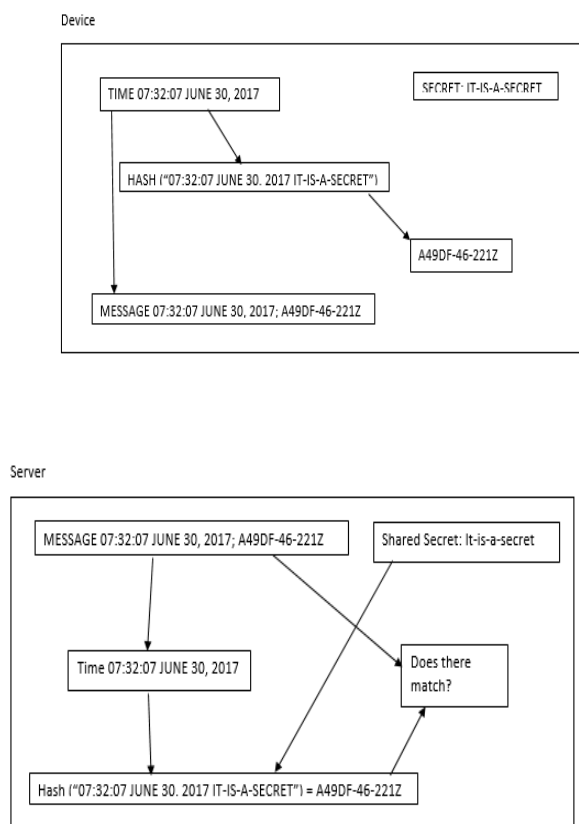 Device
TIME 07:32:07 JUNE 30, 2017
SECRET: IT-IS-A-SECRET
HASH ("07:32:07 JUNE 30. 2017 IT-IS-A-SECRET")
A49DF-46-221Z
MESSAGE 07:32:07 JUNE 30, 2017; A49DF-46-221Z
Server
MESSAGE 07:32:07 JUNE 30, 2017; A49DF-46-221Z
Shared Secret: It-is-a-secret
Time 07:32:07 JUNE 30, 2017
Does there
match?
Hash ("07:32:07 JUNE 30. 2017 IT-IS-A-SECRET") = A49DF-46-221Z